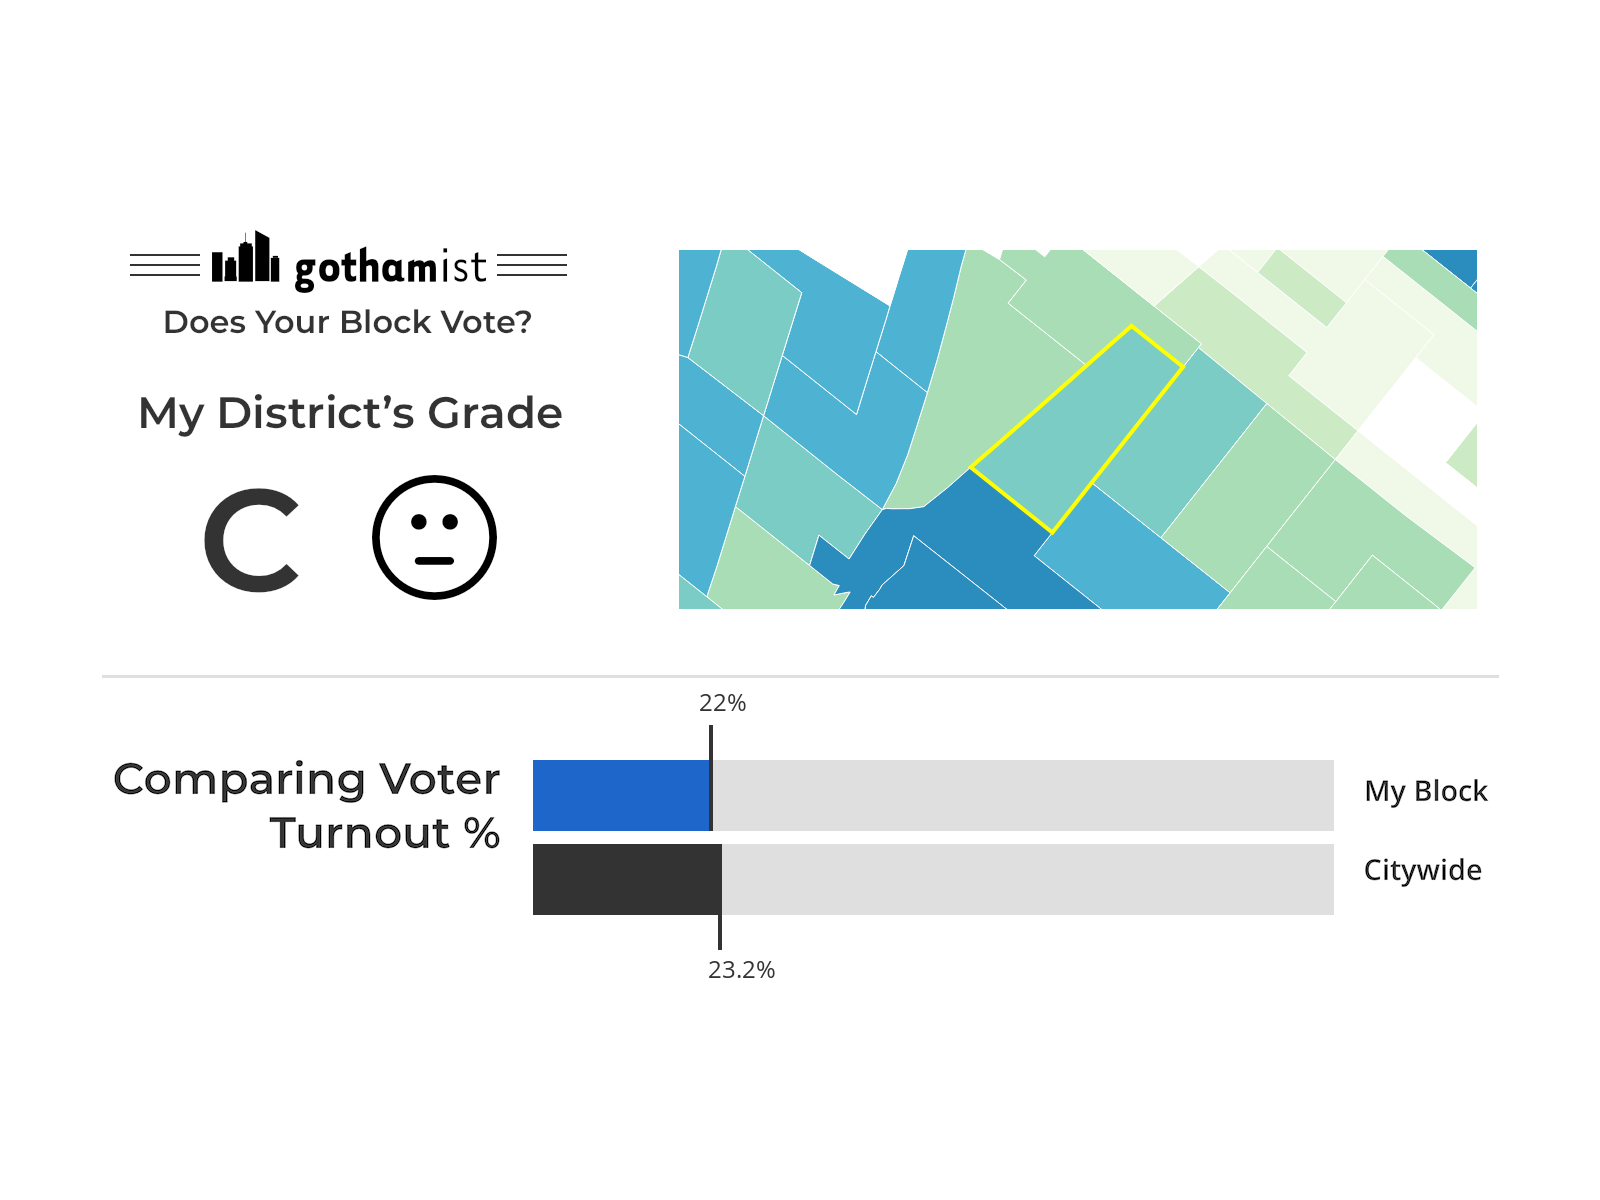 gothamist
Does Your Block Vote?
My District’s Grade
C
22%
Comparing Voter
Turnout %
My Block
Citywide
23.2%